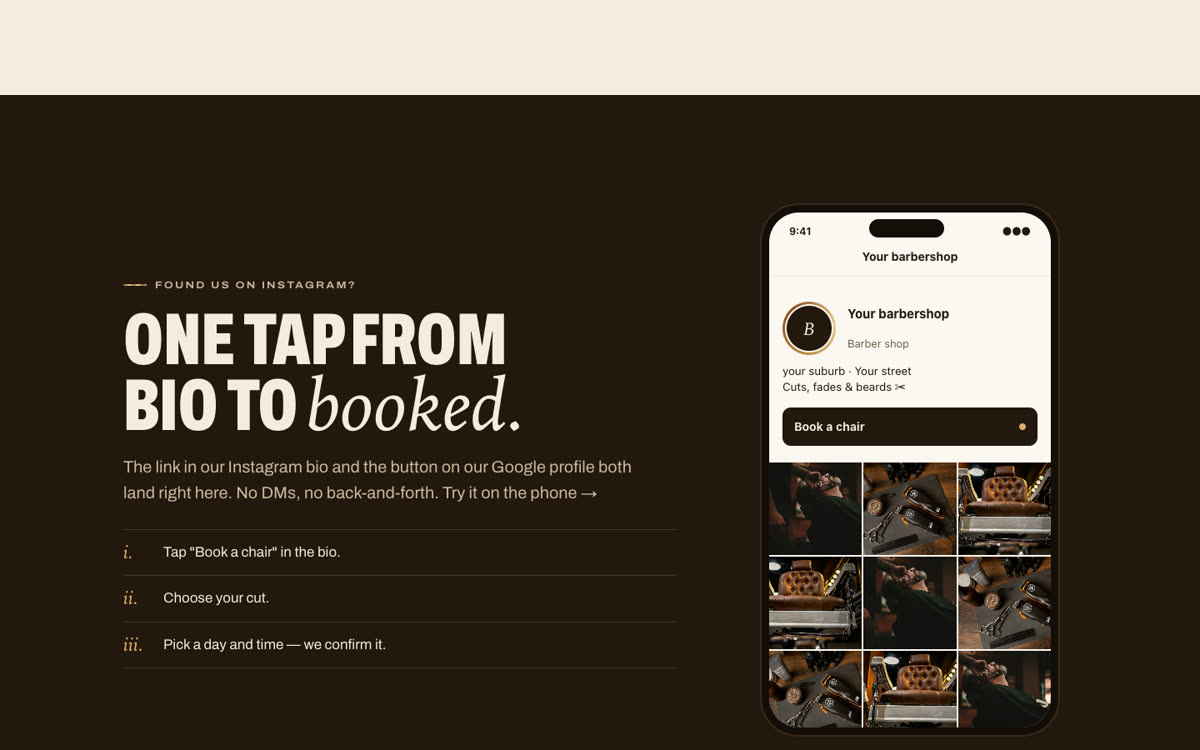 FOUND US ON INSTAGRAM?
ONE TAP FROM
BIO TO booked.
The link in our Instagram bio and the button on our Google profile both
land right here. No DMs, no back-and-forth. Try it on the phone →
i. Tap "Book a chair" in the bio.
ii. Choose your cut.
iii. Pick a day and time — we confirm it.
9:41
Your barbershop
B
Your barbershop
Barber shop
your suburb · Your street
Cuts, fades & beards ✂
Book a chair